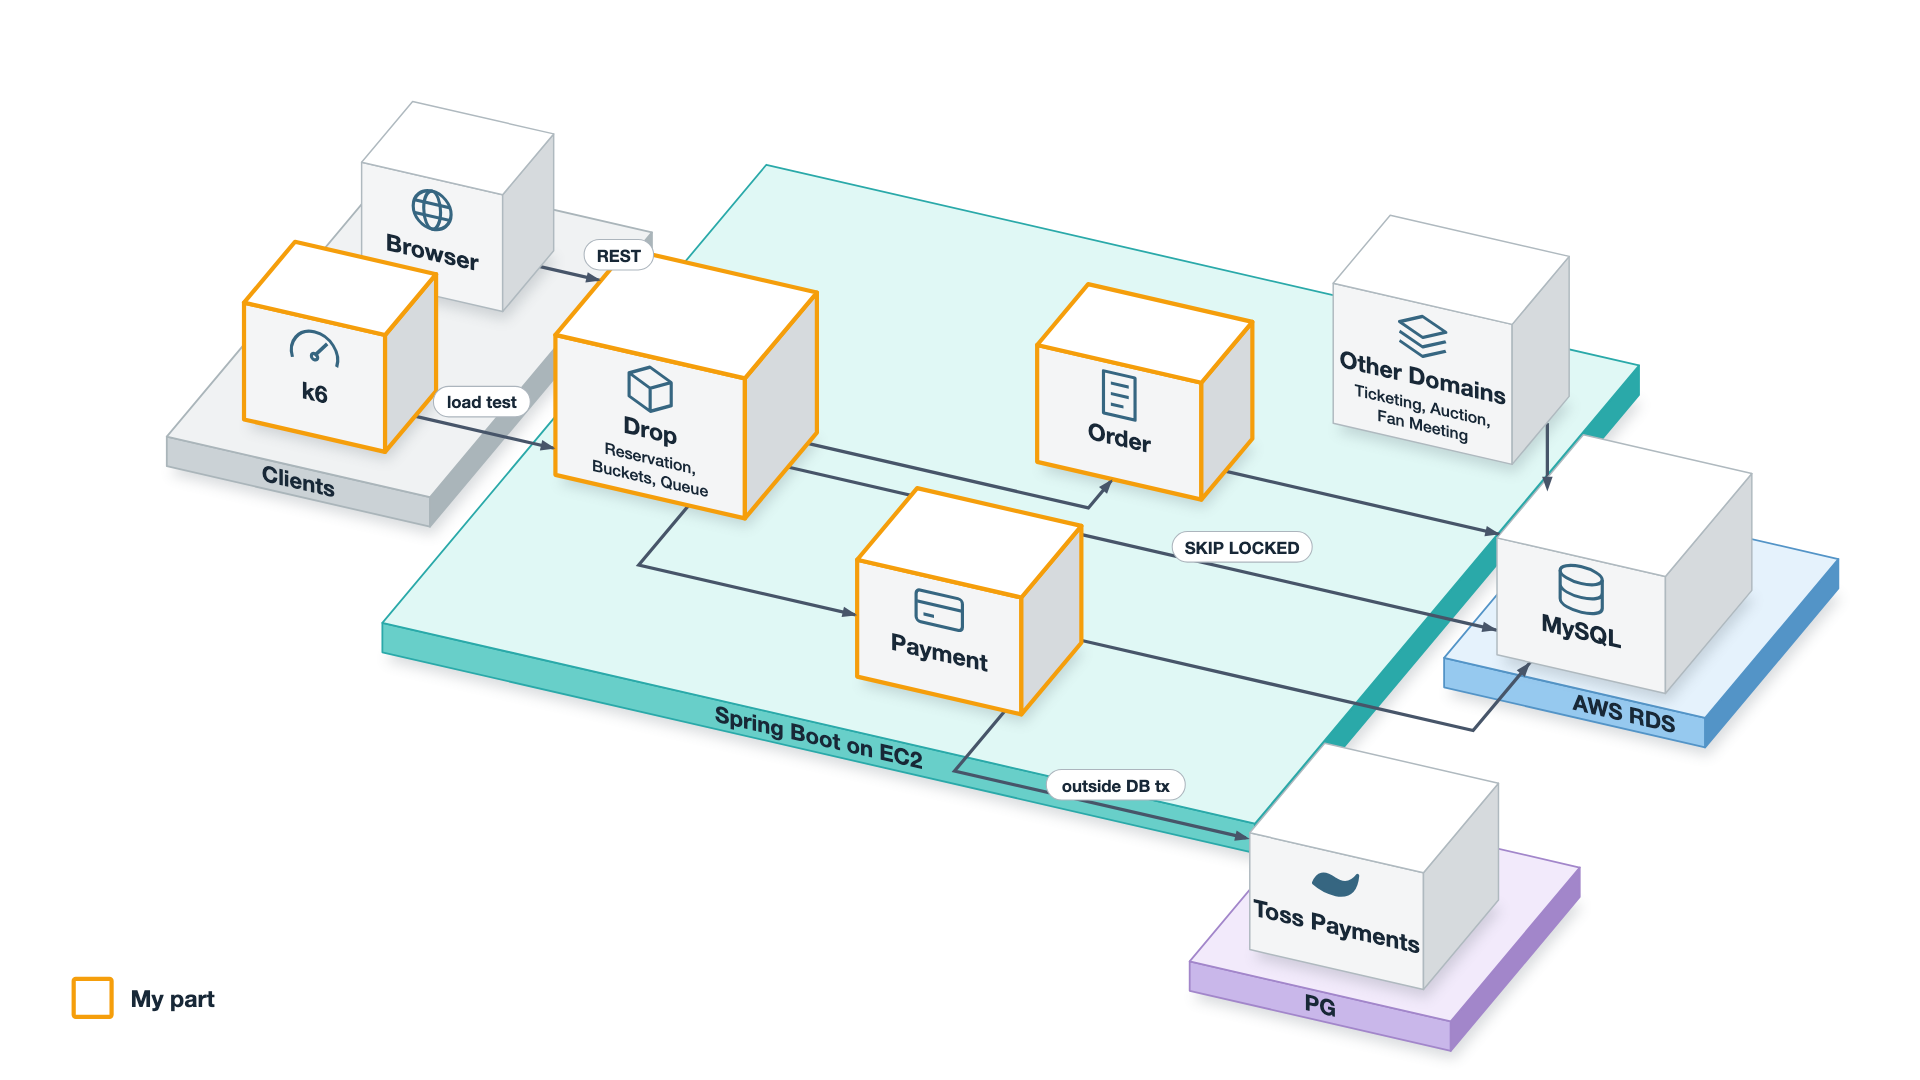 Browser
REST
k6
load test
Clients
Drop
Reservation,
Buckets, Queue
Order
Other Domains
Ticketing, Auction,
Fan Meeting
SKIP LOCKED
MySQL
AWS RDS
Payment
Spring Boot on EC2
outside DB tx
Toss Payments
PG
My part